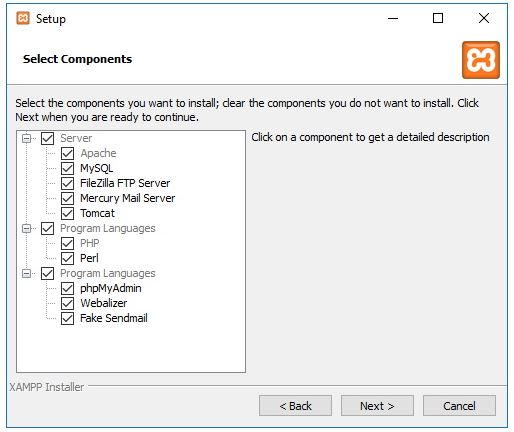 Setup
Select Components
Select the components you want to install; clear the components you do not want to install. Click
Next when you are ready to continue.
Server
Click on a component to get a detailed description
Apache
MySQL
FileZilla FTP Server
Mercury Mail Server
Tomcat
Program Languages
PHP
Perl
Program Languages
phpMyAdmin
Webalizer
Fake Sendmail
XAMPP Installer
< Back
Next >
Cancel